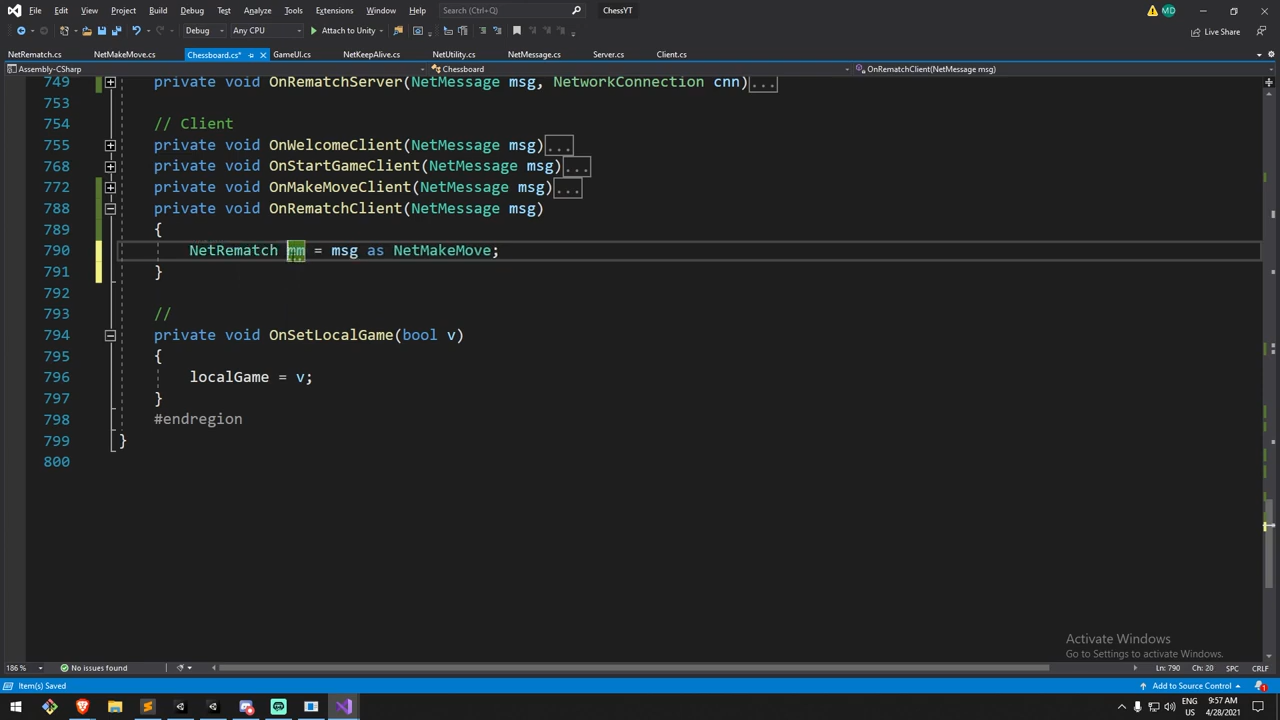 File Edit View Project Build Debug Test Analyze Tools Extensions Window Help Search (Ctrl+Q) ChessYT MD
Debug Any CPU Attach to Unity Live Share
NetRematch.cs NetMakeMove.cs Chessboard.cs* GameUI.cs NetKeepAlive.cs NetUtility.cs NetMessage.cs Server.cs Client.cs
Assembly-CSharp Chessboard OnRematchClient(NetMessage msg)
749 private void OnRematchServer(NetMessage msg, NetworkConnection cnn)...
753
754 // Client
755 private void OnWelcomeClient(NetMessage msg)...
768 private void OnStartGameClient(NetMessage msg)...
772 private void OnMakeMoveClient(NetMessage msg)...
788 private void OnRematchClient(NetMessage msg)
789 {
790 NetRematch mm = msg as NetMakeMove;
791 }
792
793 //
794 private void OnSetLocalGame(bool v)
795 {
796 localGame = v;
797 }
798 #endregion
799 }
800
Activate Windows
Go to Settings to activate Windows.
186 % No issues found Ln: 790 Ch: 20 SPC CRLF
Item(s) Saved Add to Source Control 1
ENG 9:57 AM
US 4/28/2021